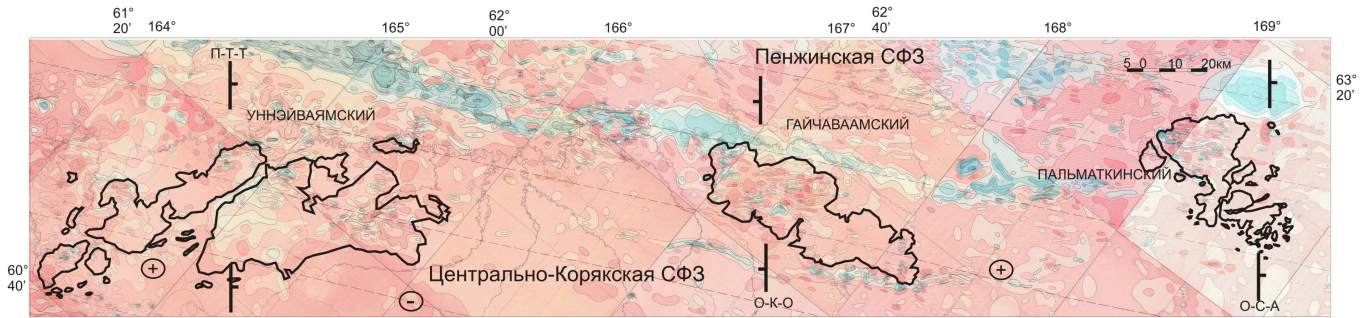 61° 20’
164°
165°
62° 00’
166°
167°
62° 40’
168°
169°
П-Т-Т
Пенжинская СФЗ
5 0 10 20км
63° 20’
УННЭЙВАЯМСКИЙ
ГАЙЧАВААМСКИЙ
ПАЛЬМАТКИНСКИЙ
60° 40’
+
Центрально-Корякская СФЗ
+
-
О-К-О
О-С-А